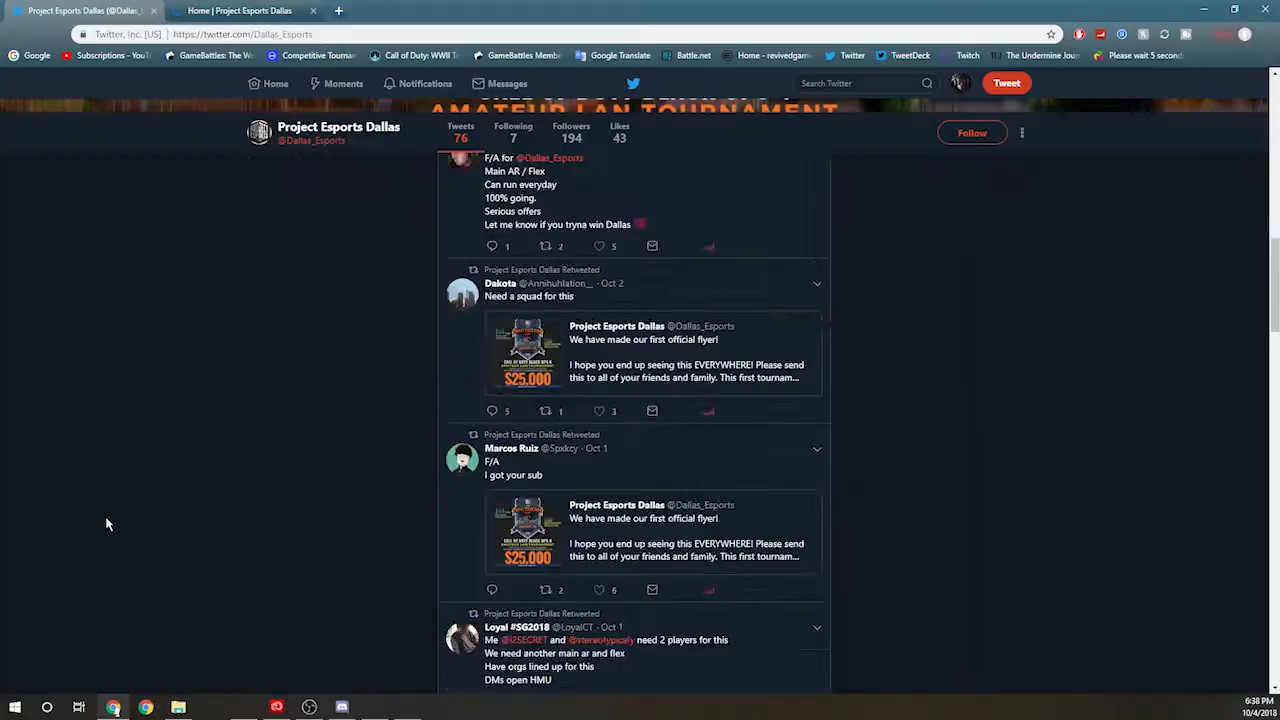 Project Esports Dallas (@Dallas_
Home | Project Esports Dallas
Twitter, Inc. [US]
https://twitter.com/Dallas_Esports
Google
Subscriptions - YouT
GameBattles: The W
Competitive Tournam
Call of Duty: WWII T
GameBattles Membe
Google Translate
Battle.net
Home - revivedgami
Twitter
TweetDeck
Twitch
The Undermine Jour
Please wait 5 second
Home
Moments
Notifications
Messages
Search Twitter
Tweet
AMATEUR LAN TOURNAMENT
Project Esports Dallas
@Dallas_Esports
Tweets
76
Following
7
Followers
194
Likes
43
Follow
F/A for @Dallas_Esports
Main AR / Flex
Can run everyday
100% going.
Serious offers
Let me know if you tryna win Dallas
1 2 5
Project Esports Dallas Retweeted
Dakota @Annihuhlation__ · Oct 2
Need a squad for this
Project Esports Dallas @Dallas_Esports
We have made our first official flyer!
I hope you end up seeing this EVERYWHERE! Please send
this to all of your friends and family. This first tournam...
$25,000
5 1 3
Project Esports Dallas Retweeted
Marcos Ruiz @Spxkcy · Oct 1
F/A
I got your sub
Project Esports Dallas @Dallas_Esports
We have made our first official flyer!
I hope you end up seeing this EVERYWHERE! Please send
this to all of your friends and family. This first tournam...
$25,000
2 6
Project Esports Dallas Retweeted
Loyal #SG2018 @LoyalCT · Oct 1
Me @i2SECRET and @stereotypicaly need 2 players for this
We need another main ar and flex
Have orgs lined up for this
DMs open HMU
6:38 PM
10/4/2018